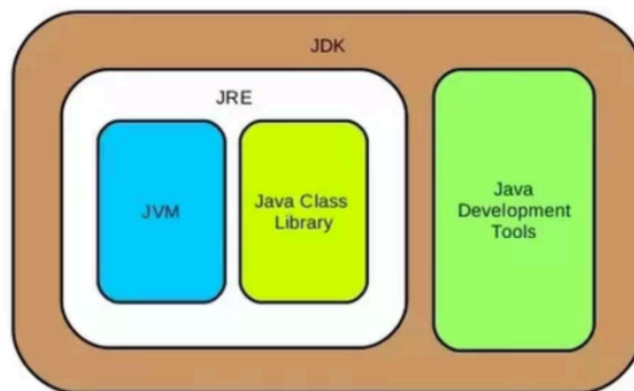 JDK
JRE
JVM
Java Class
Library
Java
Development
Tools